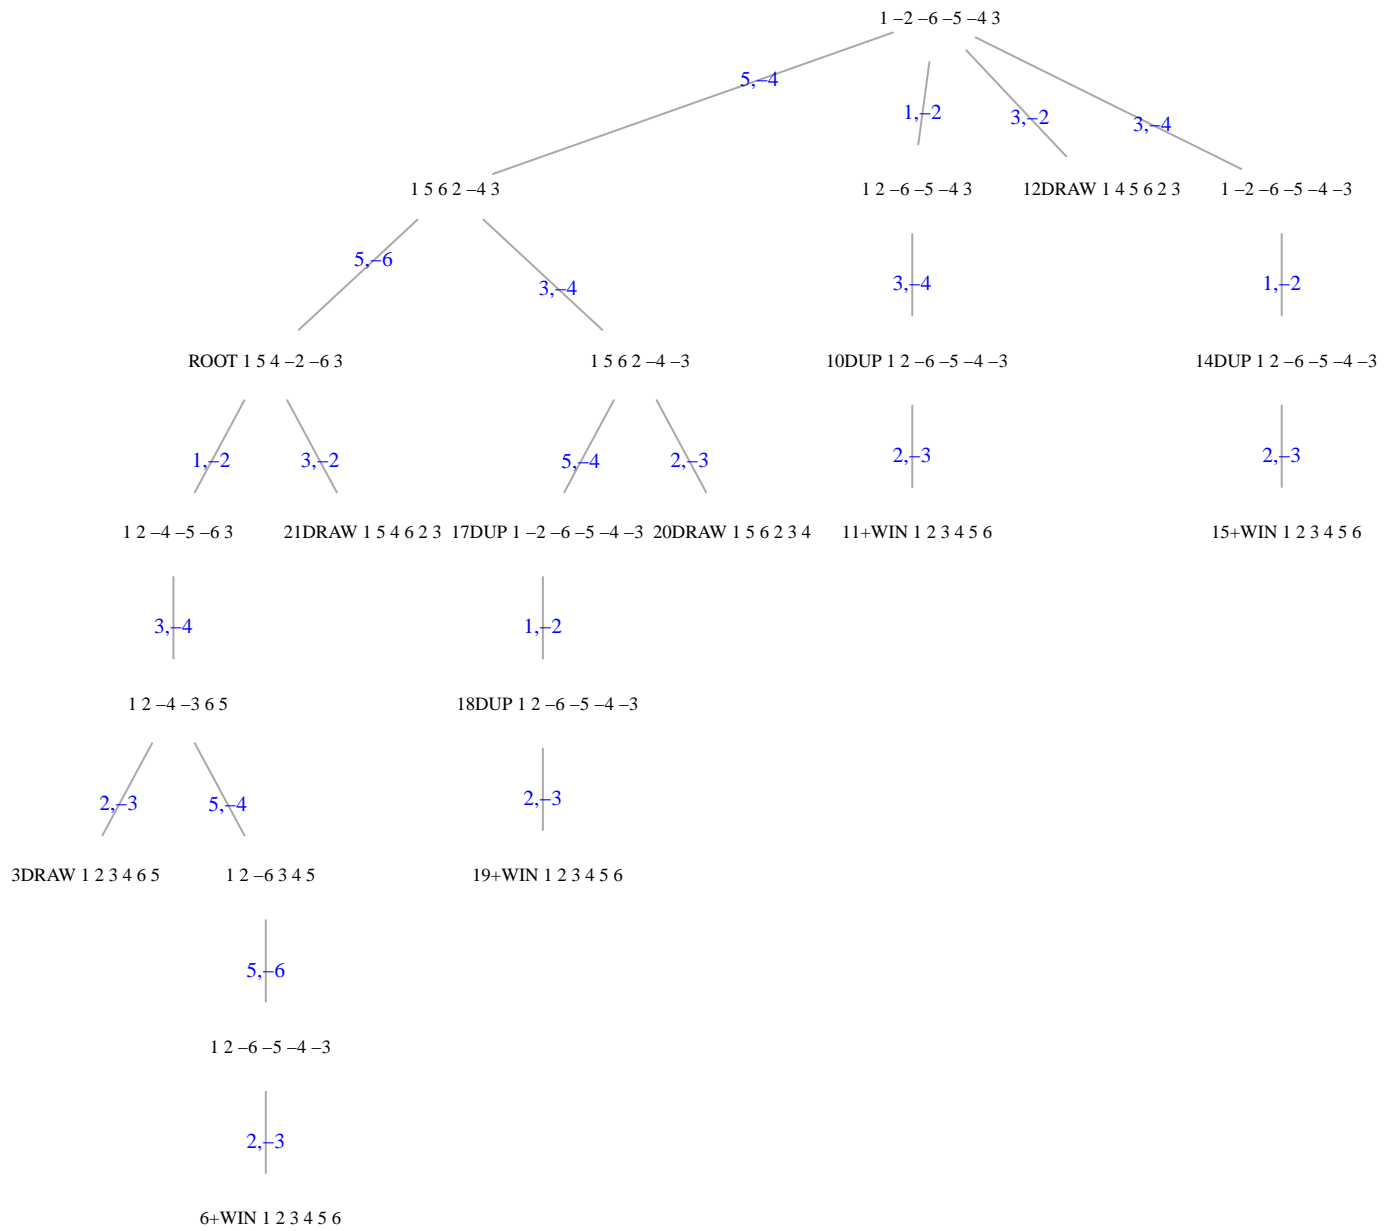 1 –2 –6 –5 –4 3
5,–4
1,–2
3,–2
3,–4
1 5 6 2 –4 3
1 2 –6 –5 –4 3
12DRAW 1 4 5 6 2 3
1 –2 –6 –5 –4 –3
5,–6
3,–4
3,–4
1,–2
ROOT 1 5 4 –2 –6 3
1 5 6 2 –4 –3
10DUP 1 2 –6 –5 –4 –3
14DUP 1 2 –6 –5 –4 –3
1,–2
3,–2
5,–4
2,–3
2,–3
2,–3
1 2 –4 –5 –6 3
21DRAW 1 5 4 6 2 3
17DUP 1 –2 –6 –5 –4 –3
20DRAW 1 5 6 2 3 4
11+WIN 1 2 3 4 5 6
15+WIN 1 2 3 4 5 6
3,–4
1,–2
1 2 –4 –3 6 5
18DUP 1 2 –6 –5 –4 –3
2,–3
5,–4
2,–3
3DRAW 1 2 3 4 6 5
1 2 –6 3 4 5
19+WIN 1 2 3 4 5 6
5,–6
1 2 –6 –5 –4 –3
2,–3
6+WIN 1 2 3 4 5 6